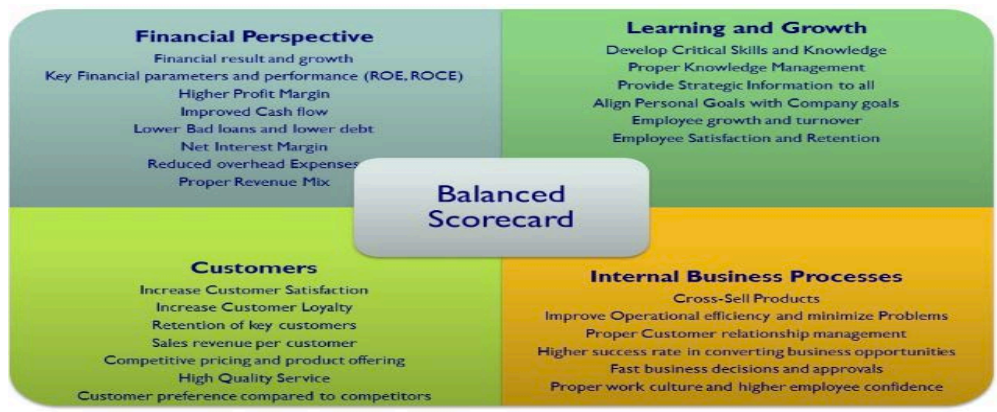 Financial Perspective
Financial result and growth
Key Financial parameters and performance (ROE, ROCE)
Higher Profit Margin
Improved Cash flow
Lower Bad loans and lower debt
Net Interest Margin
Reduced overhead Expenses
Proper Revenue Mix
Learning and Growth
Develop Critical Skills and Knowledge
Proper Knowledge Management
Provide Strategic Information to all
Align Personal Goals with Company goals
Employee growth and turnover
Employee Satisfaction and Retention
Balanced
Scorecard
Customers
Increase Customer Satisfaction
Increase Customer Loyalty
Retention of key customers
Sales revenue per customer
Competitive pricing and product offering
High Quality Service
Customer preference compared to competitors
Internal Business Processes
Cross-Sell Products
Improve Operational efficiency and minimize Problems
Proper Customer relationship management
Higher success rate in converting business opportunities
Fast business decisions and approvals
Proper work culture and higher employee confidence